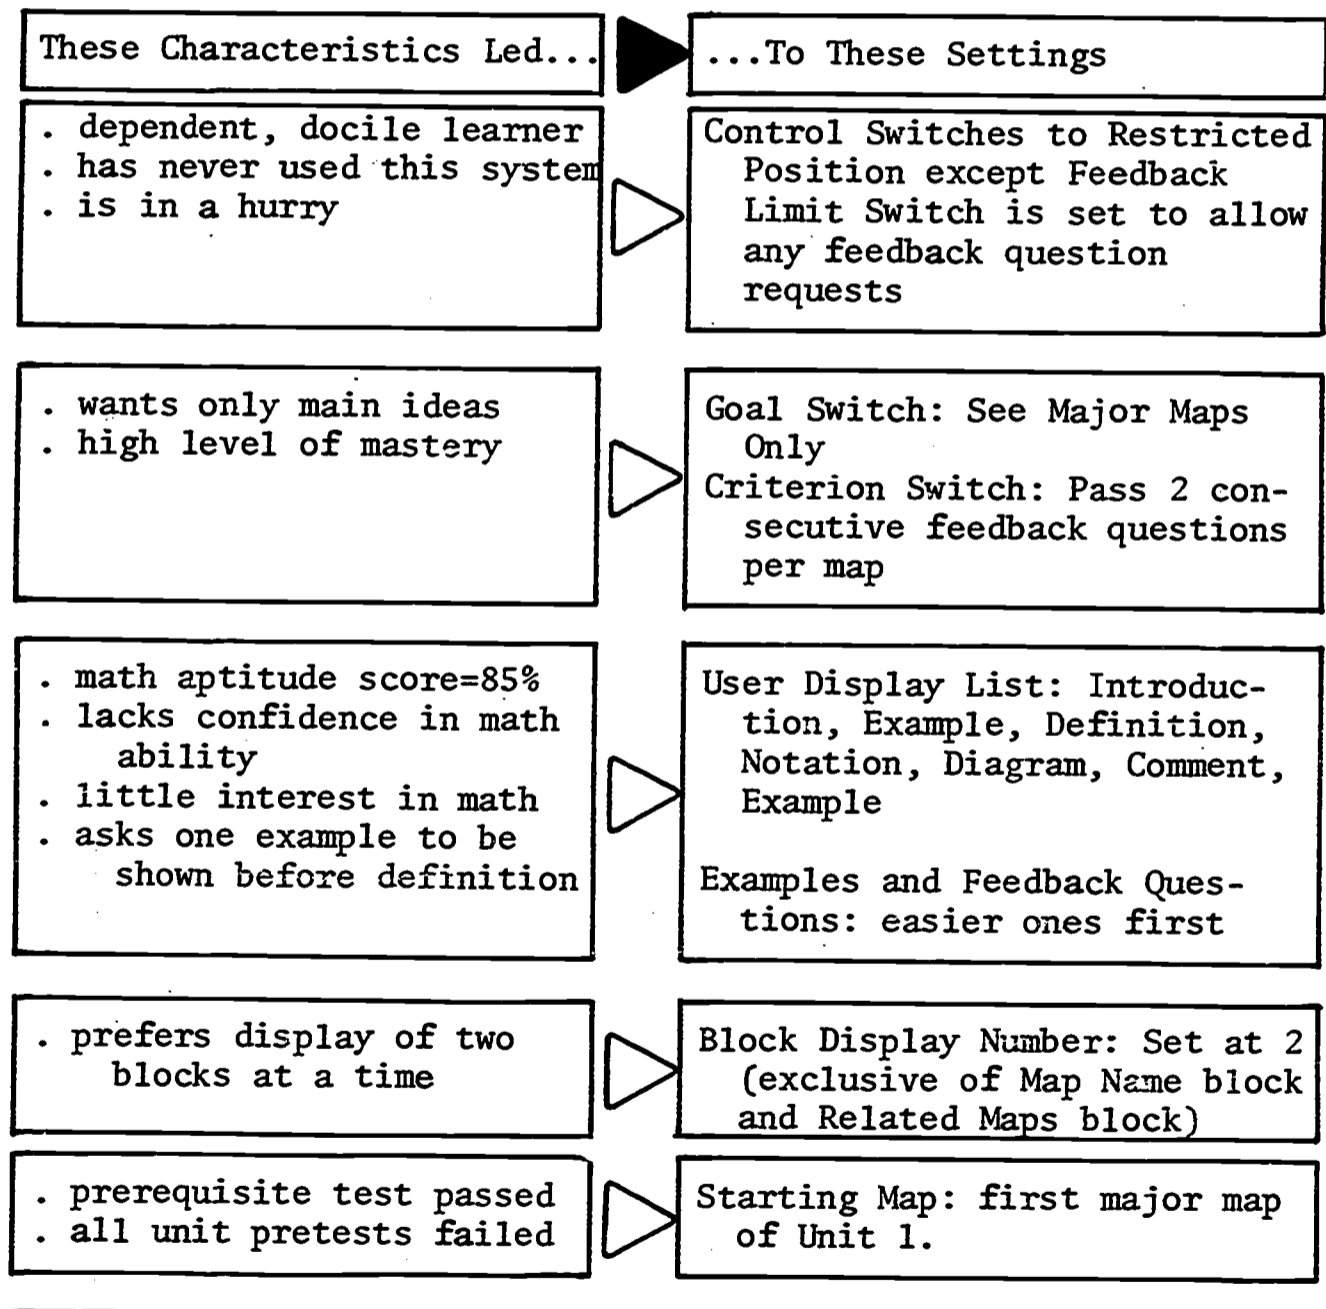 These Characteristics Led...
...To These Settings
. dependent, docile learner
. has never used this system
. is in a hurry
Control Switches to Restricted
Position except Feedback
Limit Switch is set to allow
any feedback question
requests
. wants only main ideas
. high level of mastery
Goal Switch: See Major Maps
Only
Criterion Switch: Pass 2 con-
secutive feedback questions
per map
. math aptitude score=85%
. lacks confidence in math
ability
. little interest in math
. asks one example to be
shown before definition
User Display List: Introduc-
tion, Example, Definition,
Notation, Diagram, Comment,
Example
Examples and Feedback Ques-
tions: easier ones first
. prefers display of two
blocks at a time
Block Display Number: Set at 2
(exclusive of Map Name block
and Related Maps block)
. prerequisite test passed
. all unit pretests failed
Starting Map: first major map
of Unit 1.